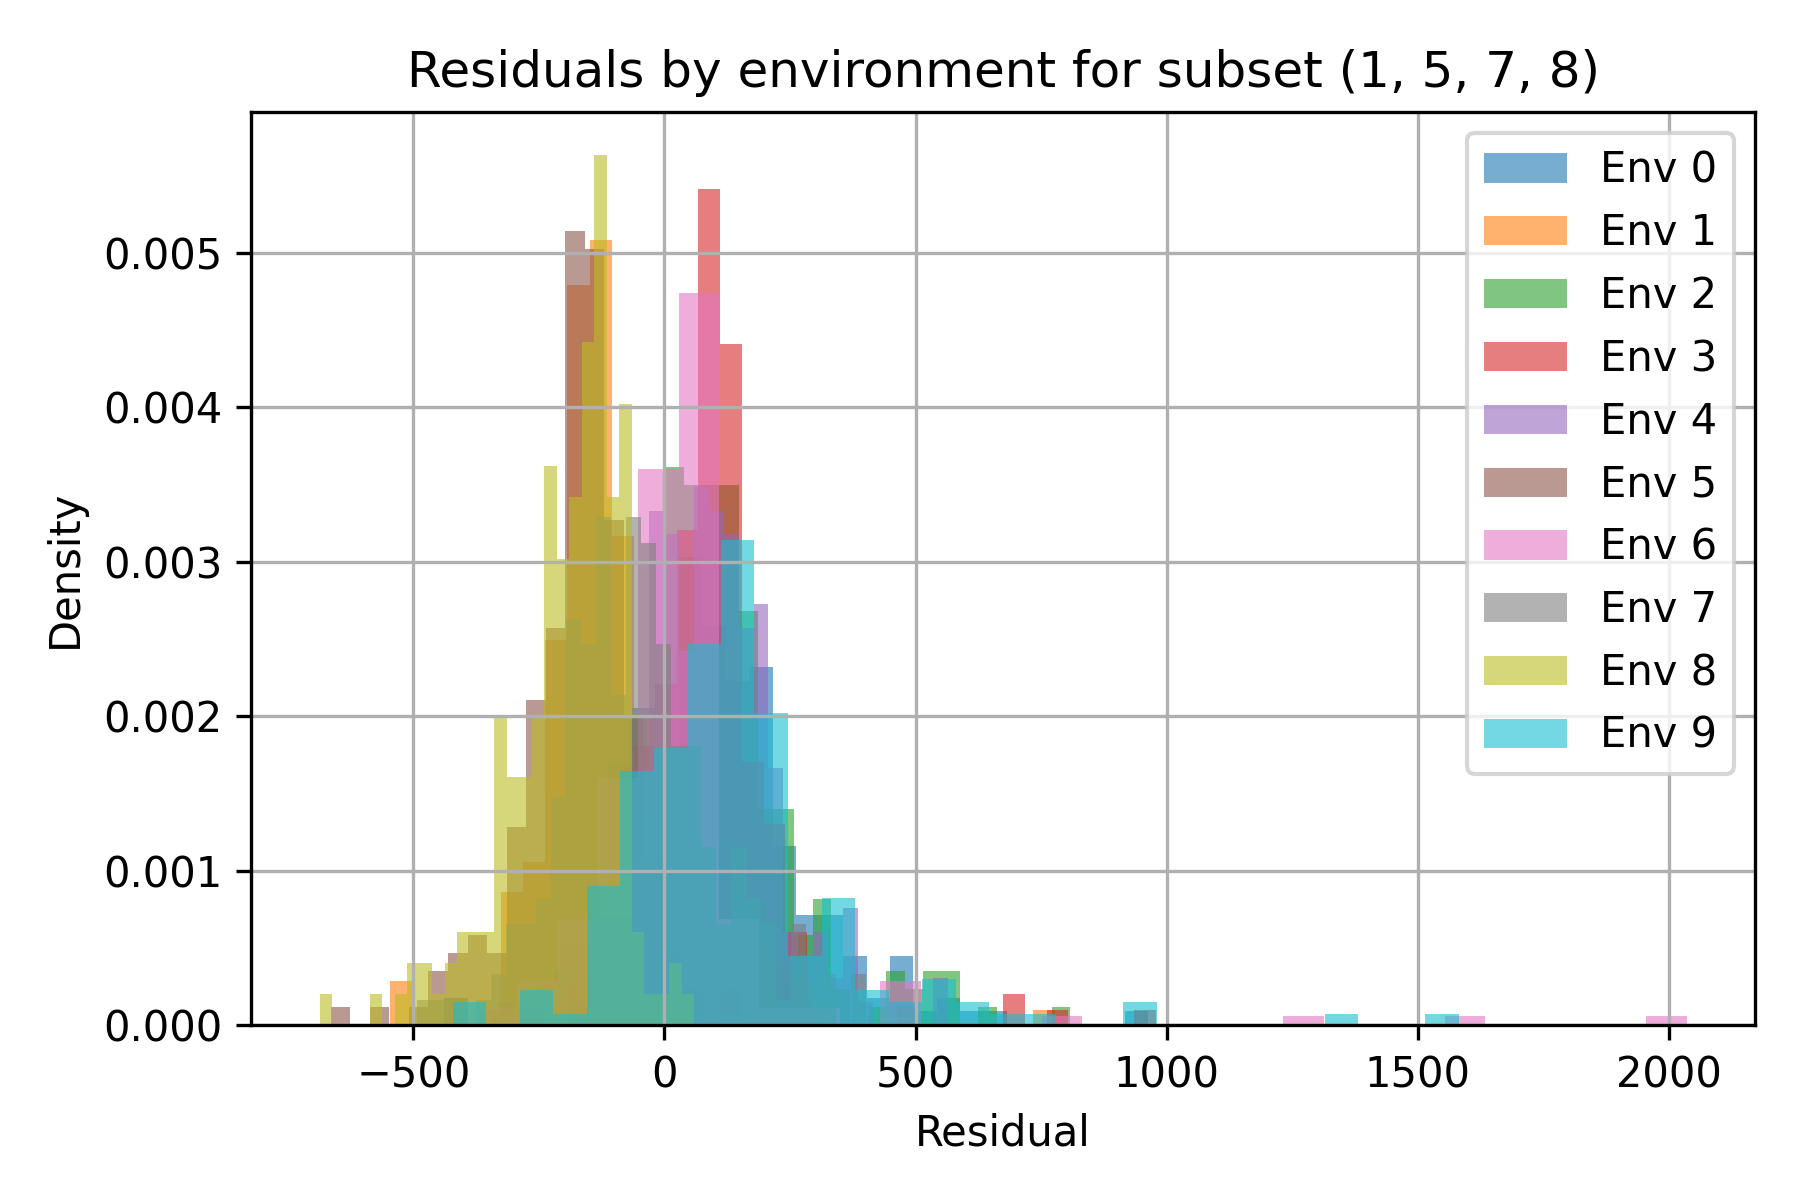 Residuals by environment for subset (1, 5, 7, 8)
Density
0.005
0.004
0.003
0.002
0.001
0.000
−500
0
500
1000
1500
2000
Residual
Env 0
Env 1
Env 2
Env 3
Env 4
Env 5
Env 6
Env 7
Env 8
Env 9